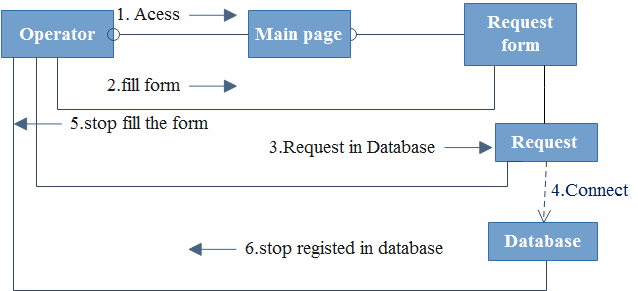 1. Acess
Operator
Main page
Request
form
2.fill form
5.stop fill the form
3.Request in Database
Request
4.Connect
6.stop registed in database
Database